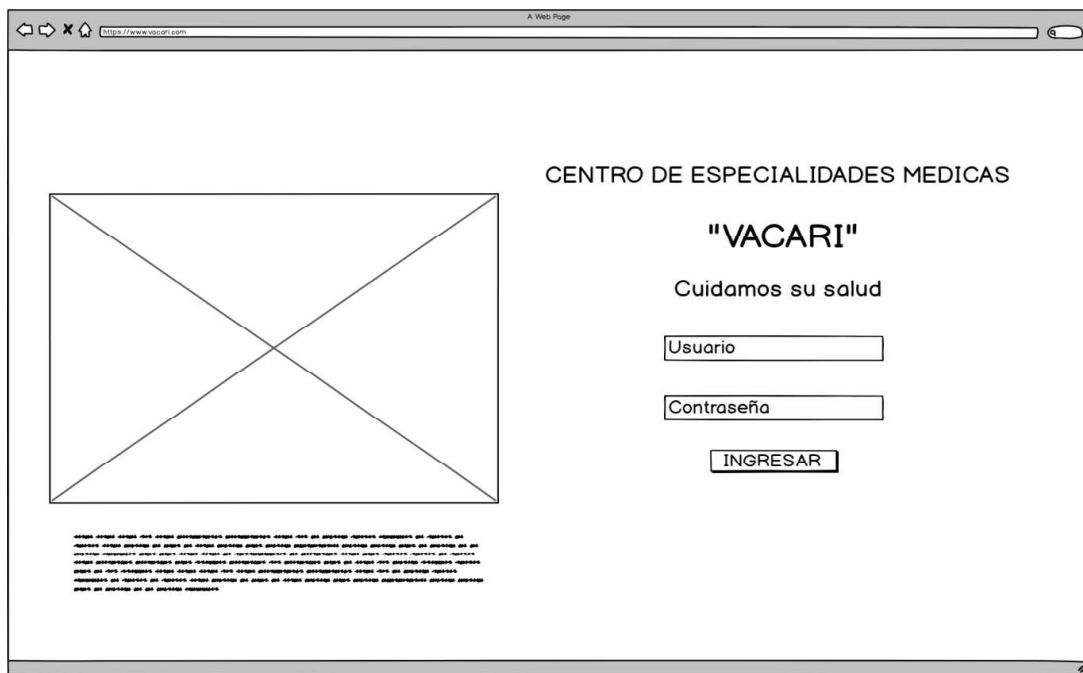 A Web Page
https://www.vacari.com
CENTRO DE ESPECIALIDADES MEDICAS
"VACARI"
Cuidamos su salud
Usuario
Contraseña
INGRESAR